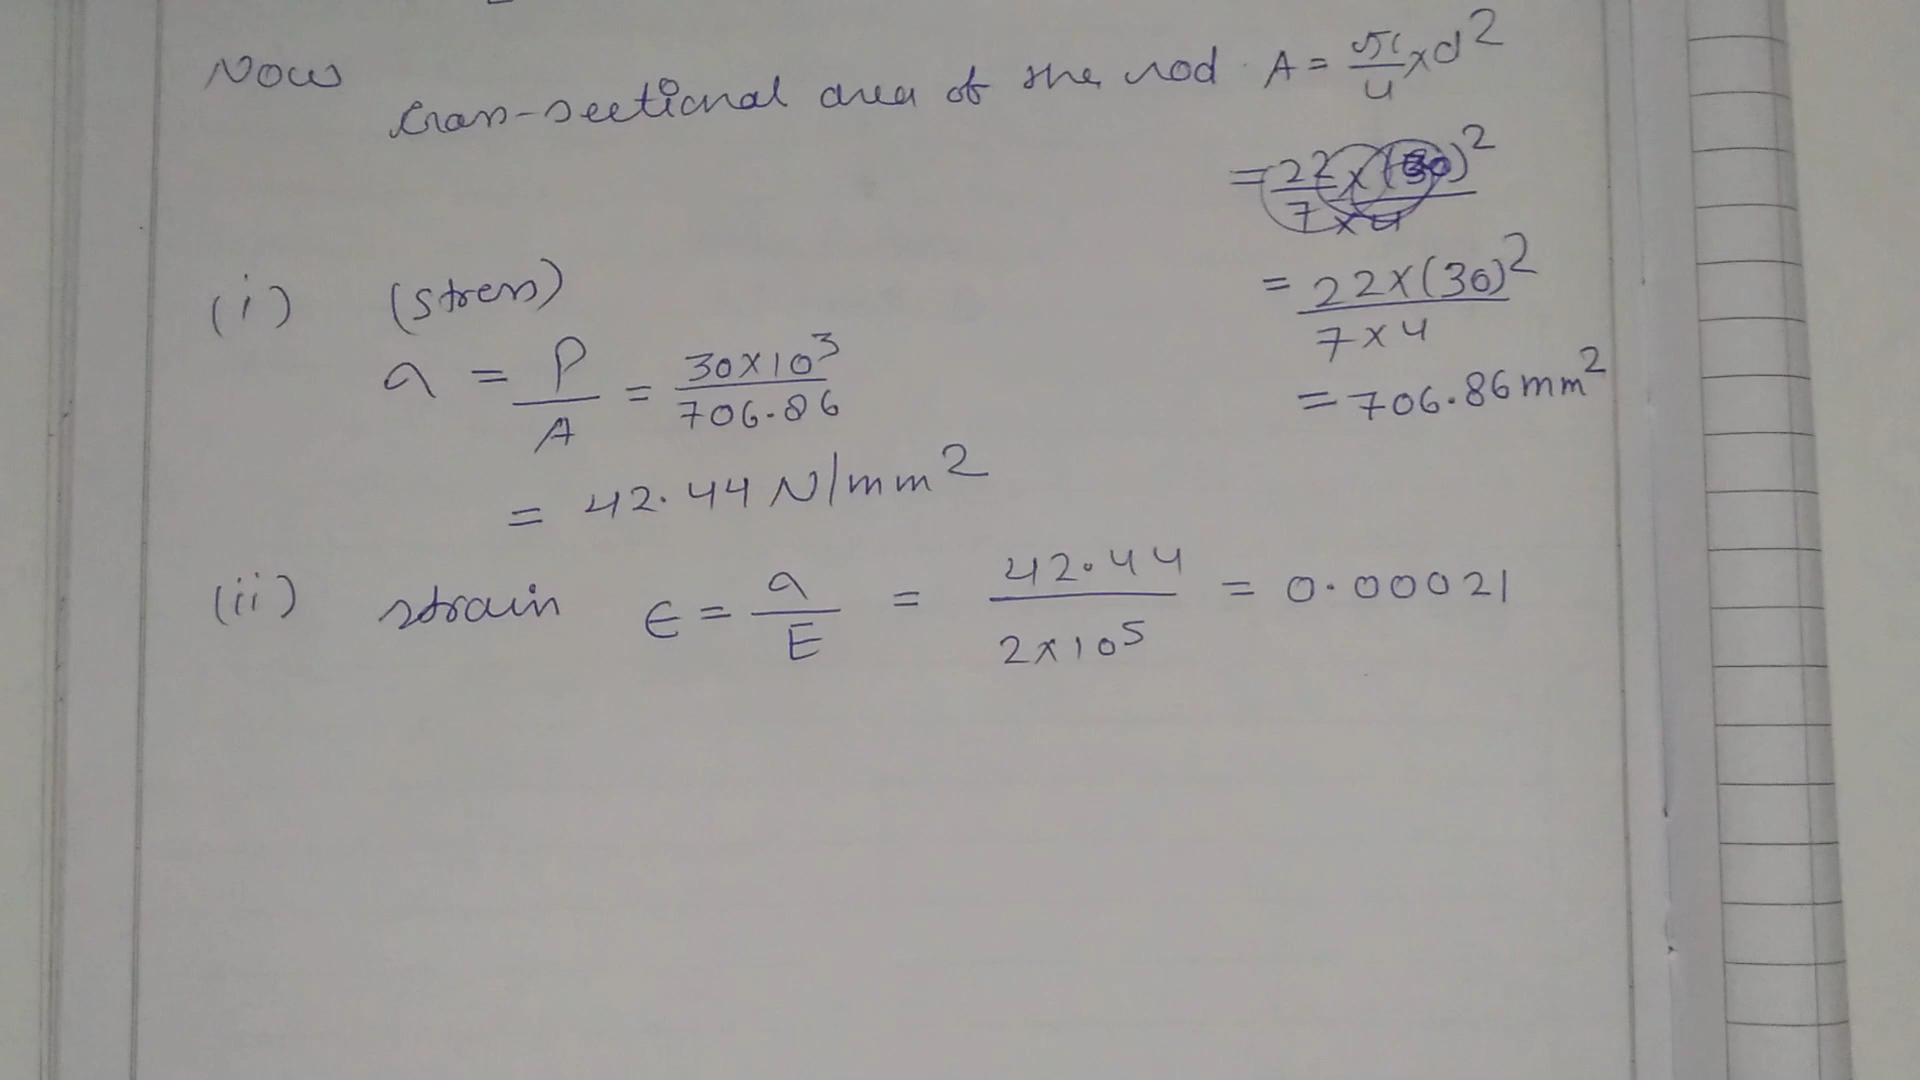 Now
cross-sectional area of the rod A = π/4 × d²
= 22 × (30)² / 7 × 4
= 22 × (30)² / 7 × 4
= 706.86 mm²
(i) (stress)
σ = P/A = 30×10³ / 706.86
= 42.44 N/mm²
(ii) strain ϵ = σ/E = 42.44 / 2×10⁵ = 0.00021